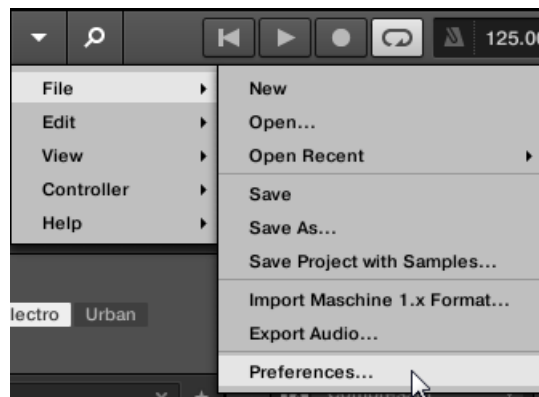 125.00
File
Edit
View
Controller
Help
New
Open...
Open Recent
Save
Save As...
Save Project with Samples...
Import Maschine 1.x Format...
Export Audio...
Preferences...
lectro Urban